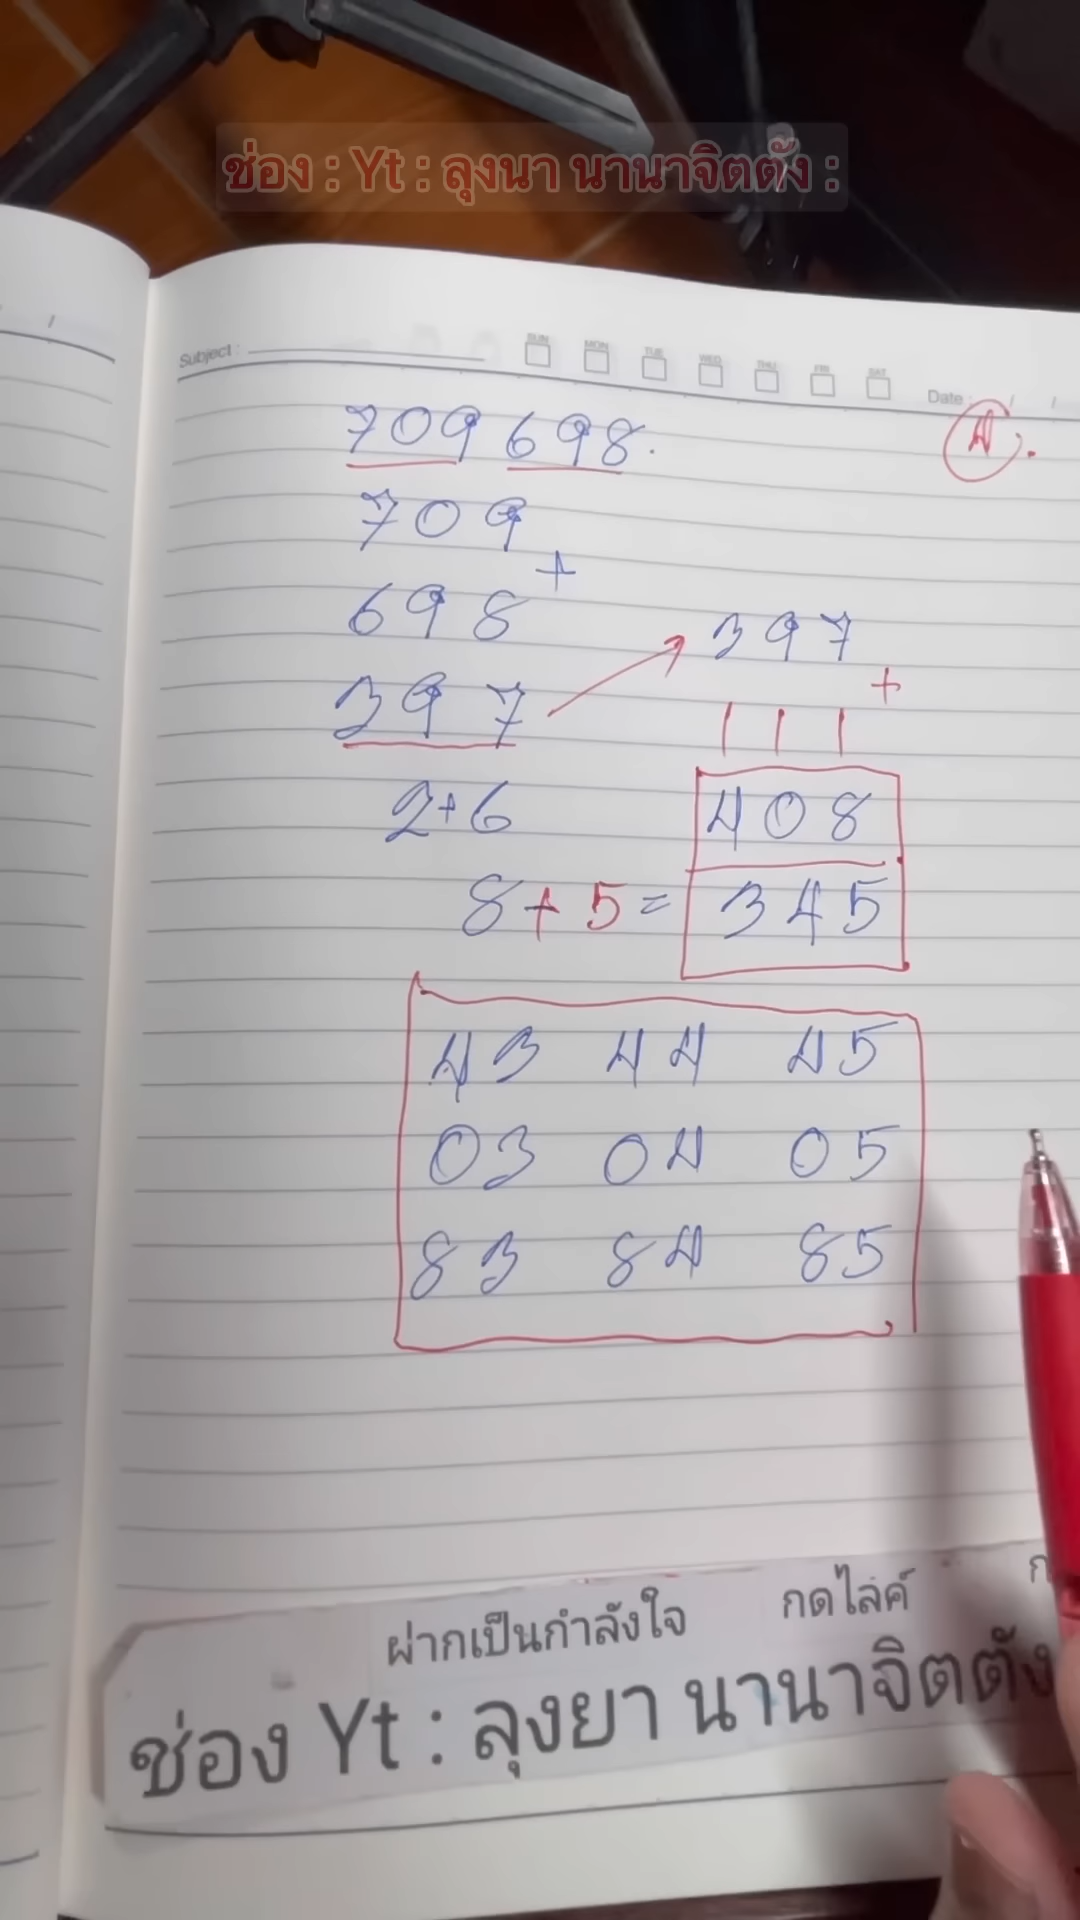 ช่อง : Yt : ลุงนา นานาจิตตัง :
Subject :
SUN MON TUE WED THU FRI SAT
Date : / /
709 698.
4.
709
+
698
397
397
+
111
2+6
408
8+5= 345
43 44 45
03 04 05
83 84 85
ฝากเป็นกำลังใจ กดไลค์ ก
ช่อง Yt : ลุงยา นานาจิตตัง